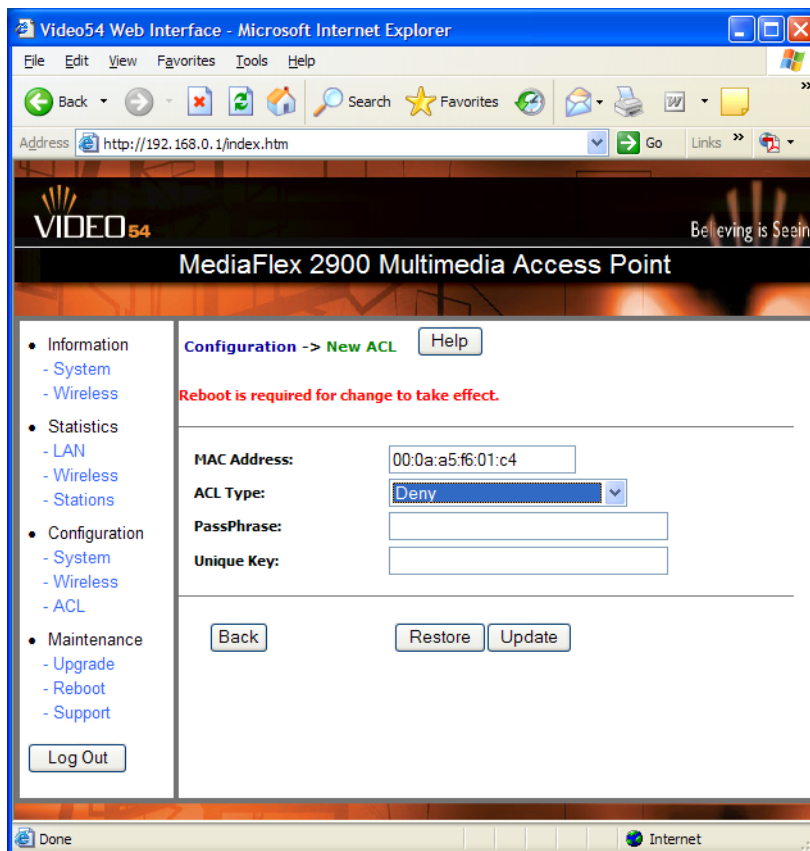 Video54 Web Interface - Microsoft Internet Explorer
File Edit View Favorites Tools Help
Back Search Favorites
Address http://192.168.0.1/index.htm Go Links
VIDEO54
Believing is Seein
MediaFlex 2900 Multimedia Access Point
• Information
- System
- Wireless
• Statistics
- LAN
- Wireless
- Stations
• Configuration
- System
- Wireless
- ACL
• Maintenance
- Upgrade
- Reboot
- Support
Log Out
Configuration -> New ACL Help
Reboot is required for change to take effect.
MAC Address: 00:0a:a5:f6:01:c4
ACL Type: Deny
PassPhrase:
Unique Key:
Back Restore Update
Done Internet